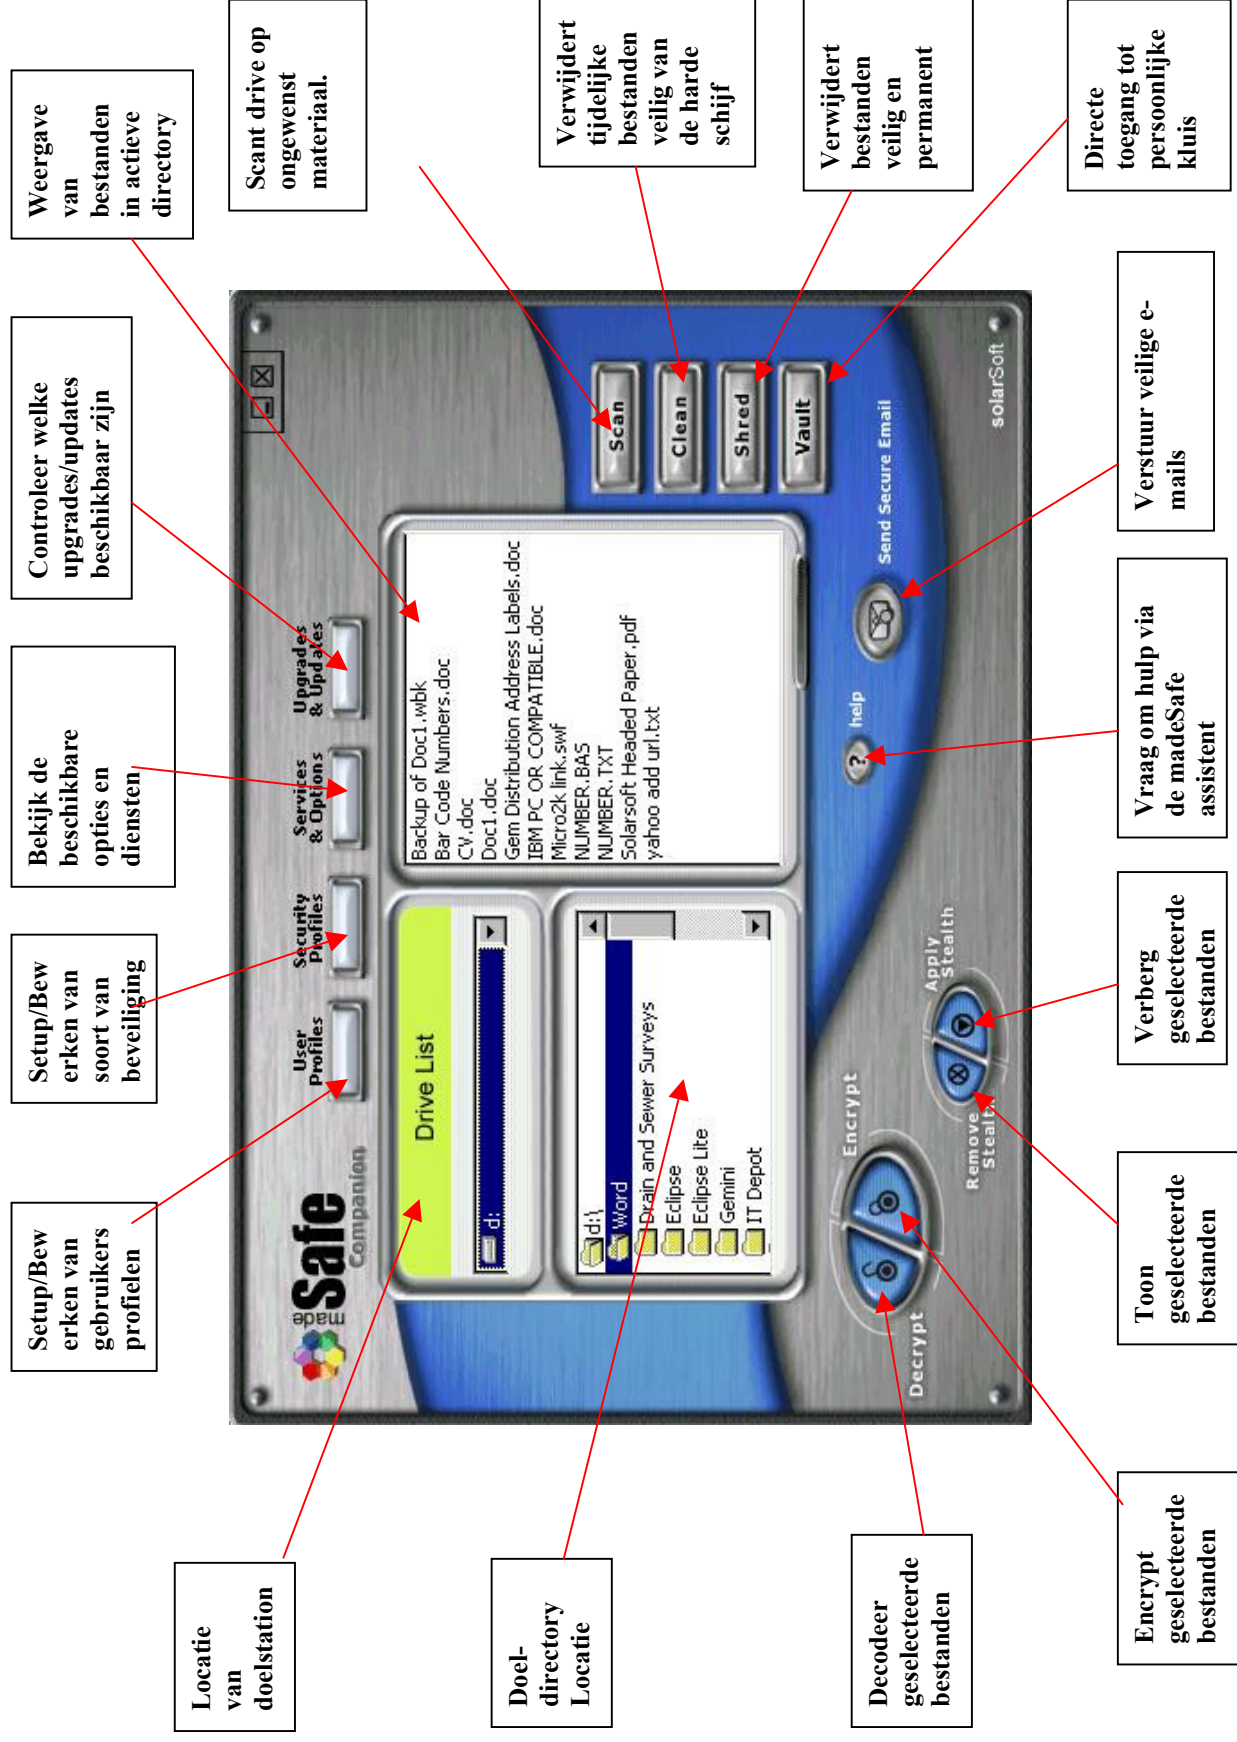 Setup/Bew
erken van
gebruikers
profielen
Setup/Bew
erken van
soort van
beveiliging
Bekijk de
beschikbare
opties en
diensten
Controleer welke
upgrades/updates
beschikbaar zijn
Weergave
van
bestanden
in actieve
directory
Locatie
van
doelstation
Scant drive op
ongewenst
materiaal.
made
Safe
Companion
User
Profiles
Security
Profiles
Services
& Options
Upgrades
& Updates
Drive List
d:
d:\
Word
Drain and Sewer Surveys
Eclipse
Eclipse Lite
Gemini
IT Depot
Backup of Doc1.wbk
Bar Code Numbers.doc
CV.doc
Doc1.doc
Gem Distribution Address Labels.doc
IBM PC OR COMPATIBLE.doc
Micro2k link.swf
NUMBER.BAS
NUMBER.TXT
Solarsoft Headed Paper.pdf
yahoo add url.txt
Scan
Clean
Shred
Vault
Decrypt
Encrypt
Remove
Stealth
Apply
Stealth
? help
Send Secure Email
solarSoft
Doel-
directory
Locatie
Verwijdert
tijdelijke
bestanden
veilig van
de harde
schijf
Verwijdert
bestanden
veilig en
permanent
Directe
toegang tot
persoonlijke
kluis
Decoder
geselecteerde
bestanden
Encrypt
geselecteerde
bestanden
Toon
geselecteerde
bestanden
Verberg
geselecteerde
bestanden
Vraag om hulp via
de madeSafe
assistent
Verstuur veilige e-
mails